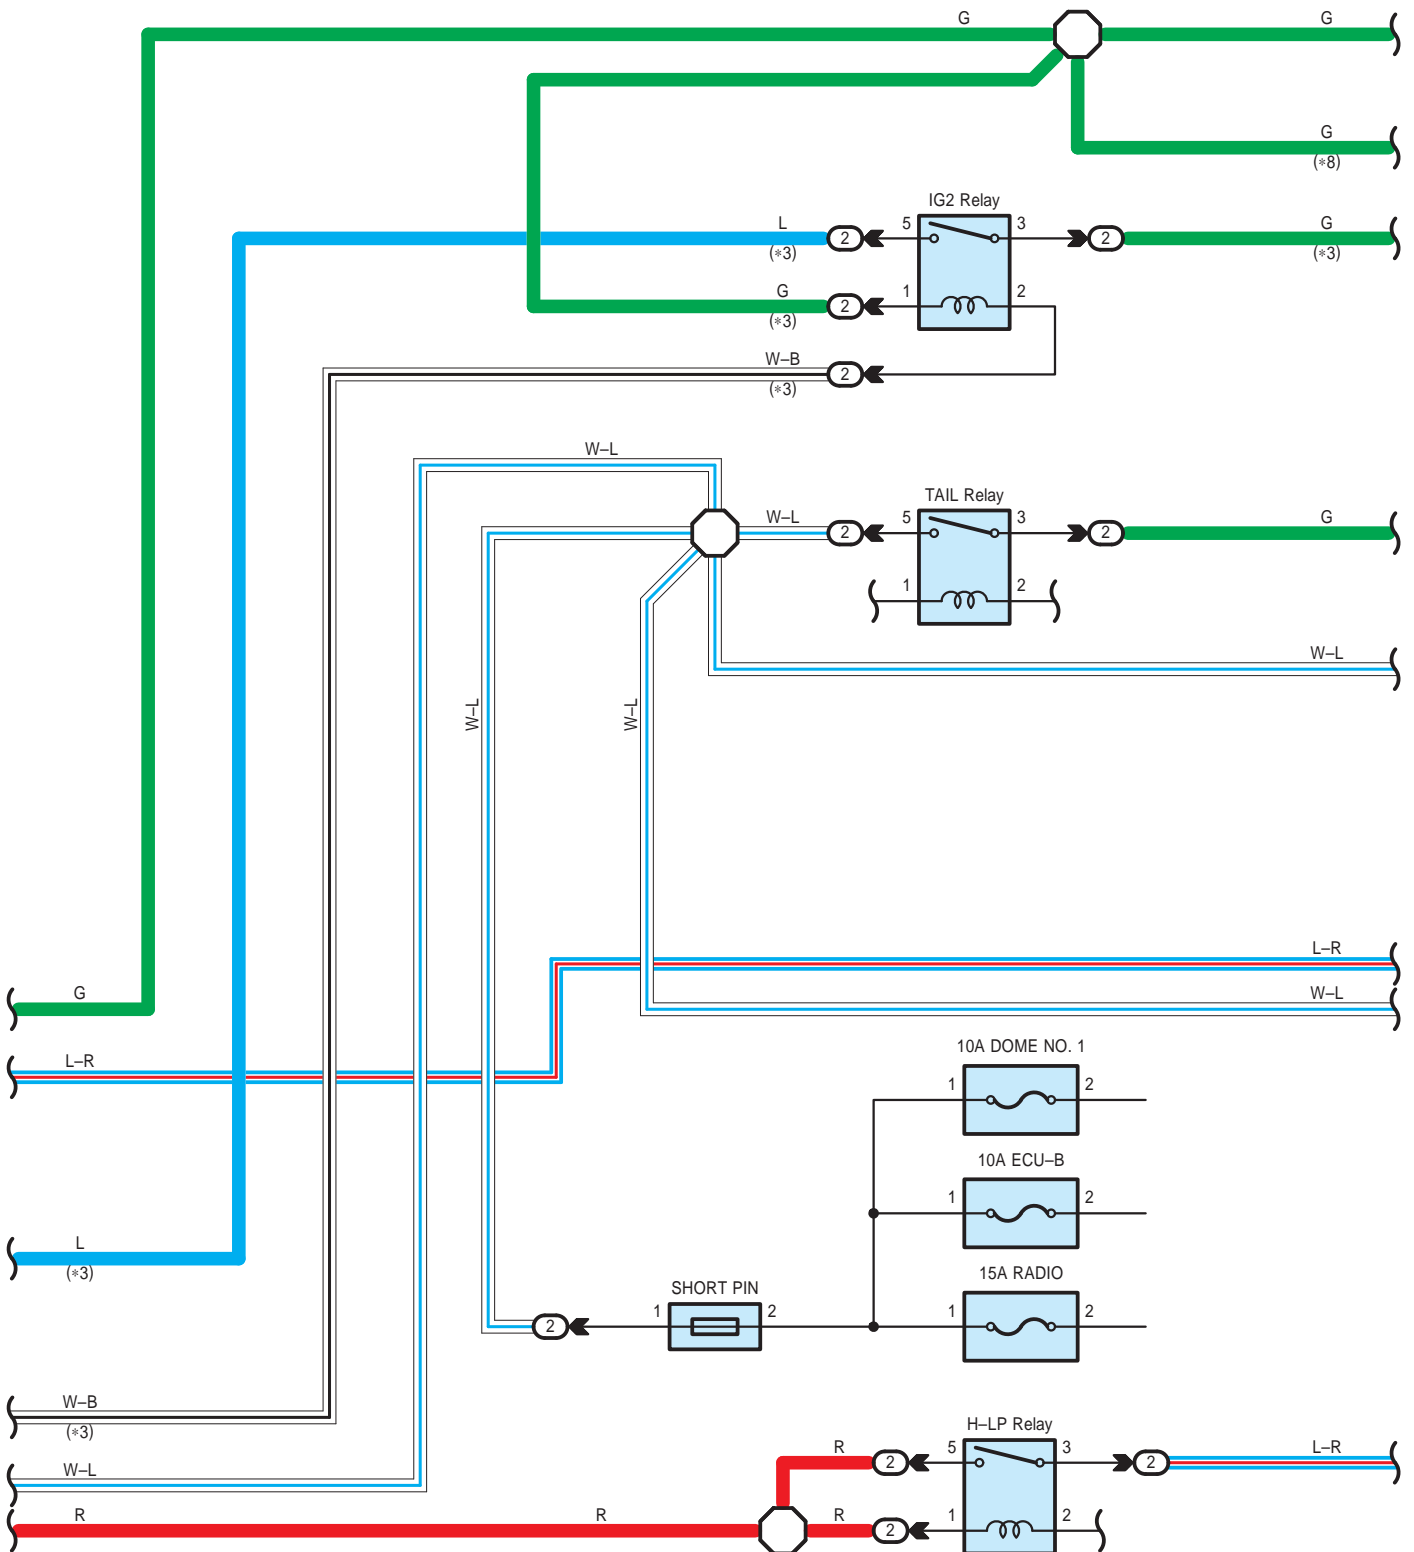 G
G
G
(*8)
IG2 Relay
L
(*3)
2
5
3
2
G
(*3)
G
(*3)
2
1
2
W–B
(*3)
2
W–L
TAIL Relay
W–L
2
5
3
2
G
1
2
W–L
W–L
W–L
L–R
G
W–L
L–R
10A DOME NO. 1
1
2
10A ECU–B
1
2
L
(*3)
15A RADIO
SHORT PIN
2
1
2
1
2
W–B
(*3)
H–LP Relay
R
2
5
3
2
L–R
W–L
R
R
R
2
1
2